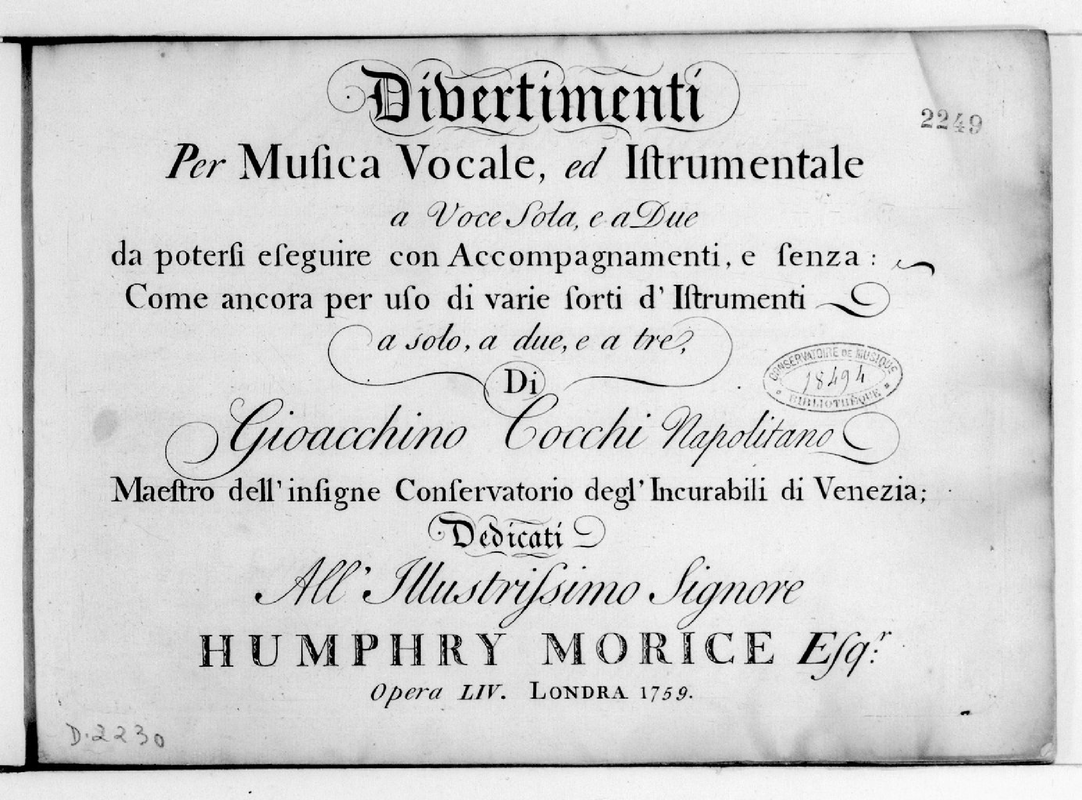 Divertimenti
2249
Per Muſica Vocale, ed Iſtrumentale
a Voce Sola, e a Due
da poterſi eſeguire con Accompagnamenti, e ſenza :
Come ancora per uſo di varie ſorti d' Iſtrumenti
a solo, a due, e a tre,
Di
CONSERVATOIRE DE MUSIQUE
18494
BIBLIOTHÈQUE
Gioacchino Cocchi Napolitano
Maeſtro dell' inſigne Conſervatorio degl' Incurabili di Venezia;
Dedicati
All' Illustriſsimo Signore
HUMPHRY MORICE Eſq.r
Opera LIV. LONDRA 1759.
D.2230